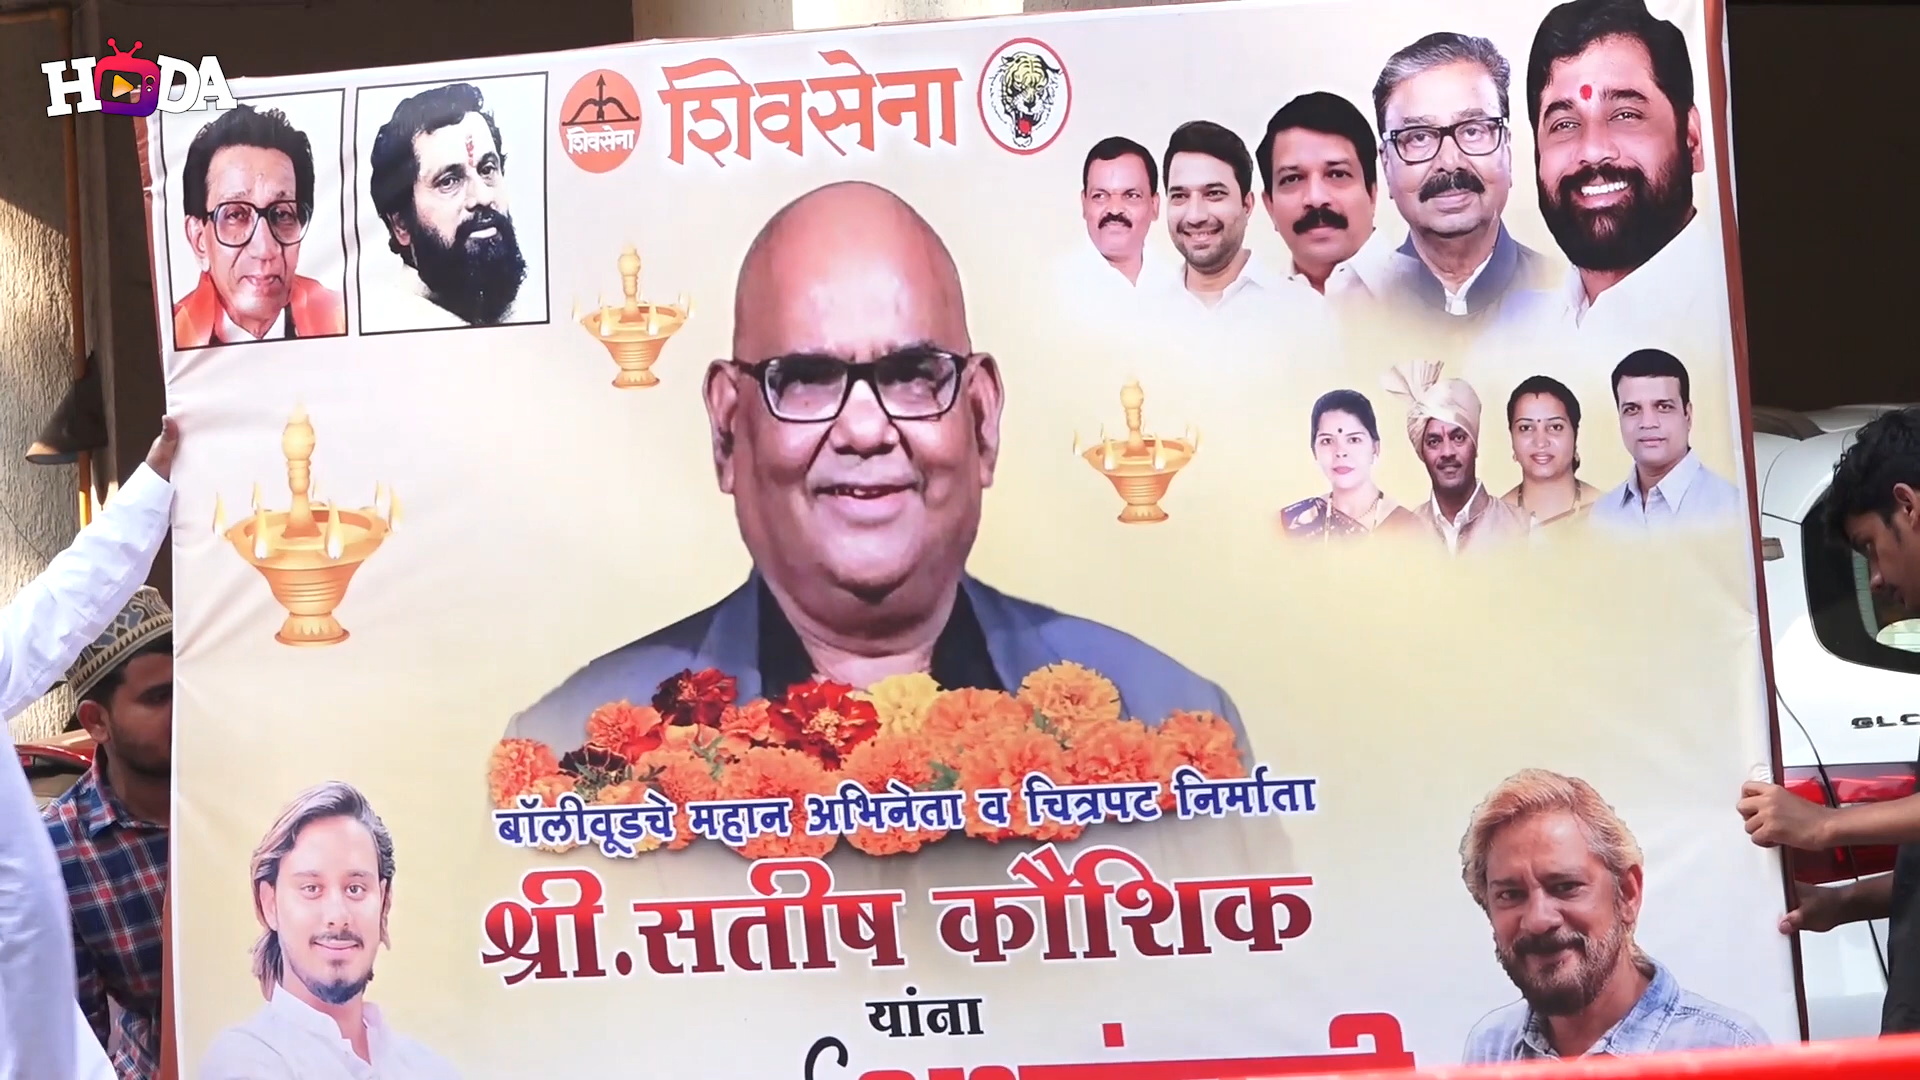 HODA
शिवसेना
शिवसेना
बॉलीवूडचे महान अभिनेता व चित्रपट निर्माता
श्री.सतीष कौशिक
यांना
GLC